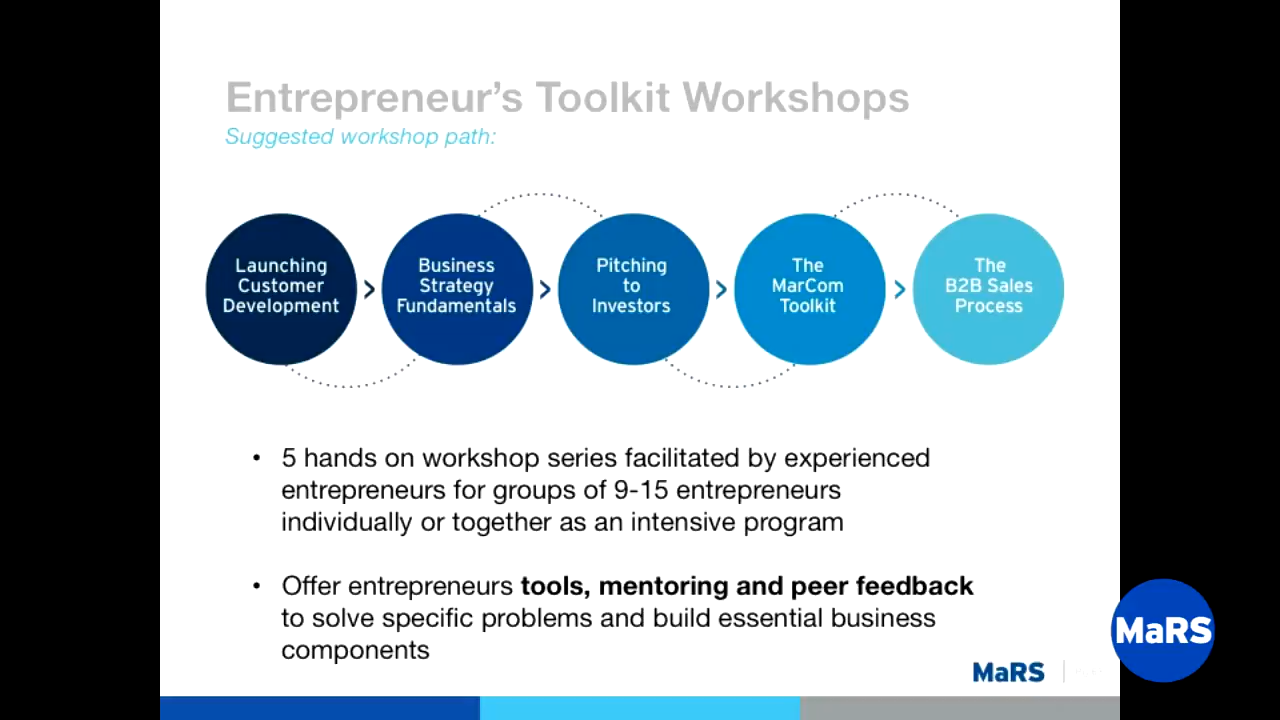 Entrepreneur’s Toolkit Workshops
Suggested workshop path:
Launching
Customer
Development
Business
Strategy
Fundamentals
Pitching
to
Investors
The
MarCom
Toolkit
The
B2B Sales
Process
• 5 hands on workshop series facilitated by experienced
entrepreneurs for groups of 9-15 entrepreneurs
individually or together as an intensive program
• Offer entrepreneurs tools, mentoring and peer feedback
to solve specific problems and build essential business
components
MaRS
MaRS